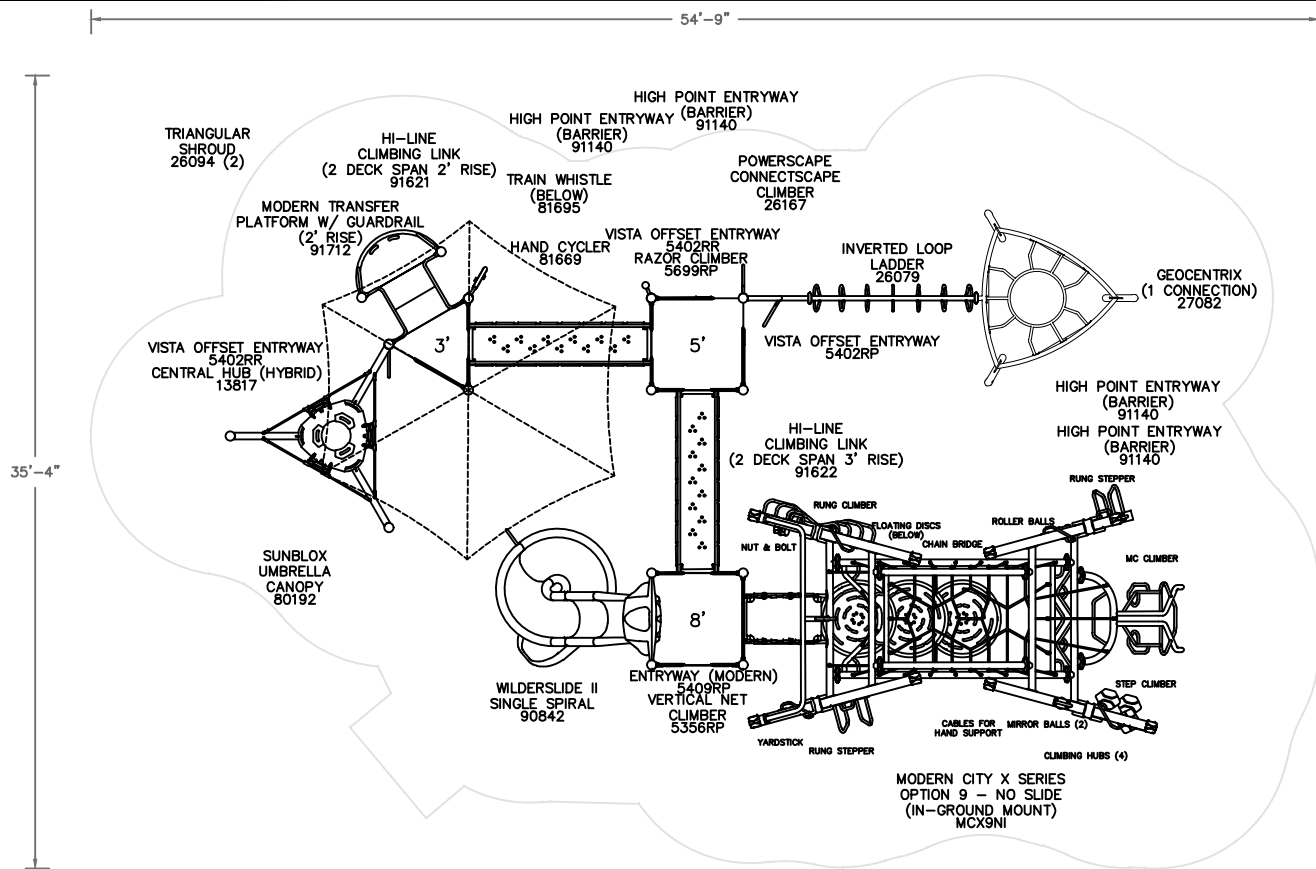 54'-9"
35'-4"
TRIANGULAR
SHROUD
26094 (2)
HI-LINE
CLIMBING LINK
(2 DECK SPAN 2' RISE)
91621
HIGH POINT ENTRYWAY
(BARRIER)
91140
HIGH POINT ENTRYWAY
(BARRIER)
91140
TRAIN WHISTLE
(BELOW)
81695
POWERSCAPE
CONNECTSCAPE
CLIMBER
26167
MODERN TRANSFER
PLATFORM W/ GUARDRAIL
(2' RISE)
91712
HAND CYCLER
81669
VISTA OFFSET ENTRYWAY
5402RR
RAZOR CLIMBER
5699RP
INVERTED LOOP
LADDER
26079
GEOCENTRIX
(1 CONNECTION)
27082
VISTA OFFSET ENTRYWAY
5402RR
CENTRAL HUB (HYBRID)
13817
3'
5'
VISTA OFFSET ENTRYWAY
5402RP
HIGH POINT ENTRYWAY
(BARRIER)
91140
HIGH POINT ENTRYWAY
(BARRIER)
91140
HI-LINE
CLIMBING LINK
(2 DECK SPAN 3' RISE)
91622
SUNBLOX
UMBRELLA
CANOPY
80192
RUNG CLIMBER
RUNG STEPPER
FLOATING DISCS
(BELOW)
ROLLER BALLS
NUT & BOLT
CHAIN BRIDGE
MC CLIMBER
8'
WILDERSLIDE II
SINGLE SPIRAL
90842
ENTRYWAY (MODERN)
5409RP
VERTICAL NET
CLIMBER
5356RP
STEP CLIMBER
YARDSTICK
RUNG STEPPER
CABLES FOR
HAND SUPPORT
MIRROR BALLS (2)
CLIMBING HUBS (4)
MODERN CITY X SERIES
OPTION 9 - NO SLIDE
(IN-GROUND MOUNT)
MCX9NI